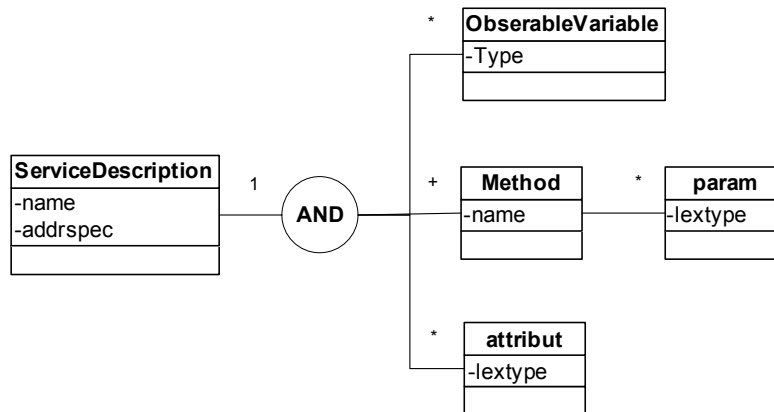 *
ObserableVariable
-Type
ServiceDescription
-name
-addrspec
1
AND
+
Method
-name
*
param
-lextype
*
attribut
-lextype